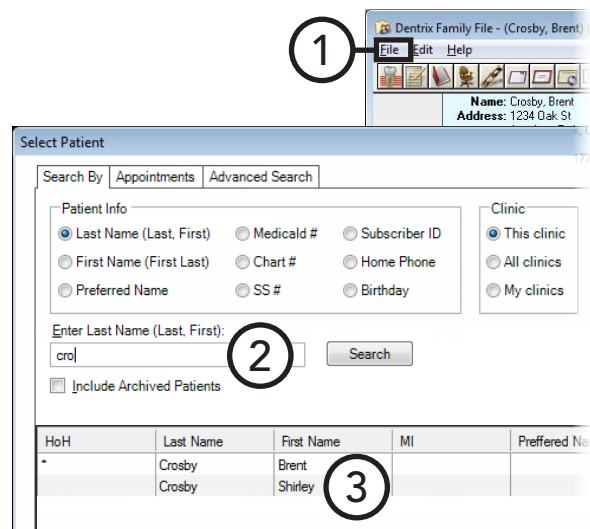 Dentrix Family File - (Crosby, Brent)
1
File Edit Help
Name: Crosby, Brent
Address: 1234 Oak St
Select Patient
Search By Appointments Advanced Search
Patient Info Clinic
Last Name (Last, First) Medicald # Subscriber ID This clinic
First Name (First Last) Chart # Home Phone All clinics
Preferred Name SS # Birthday My clinics
Enter Last Name (Last, First):
cro 2 Search
Include Archived Patients
HoH Last Name First Name MI Preffered Na
* Crosby Brent
Crosby Shirley 3